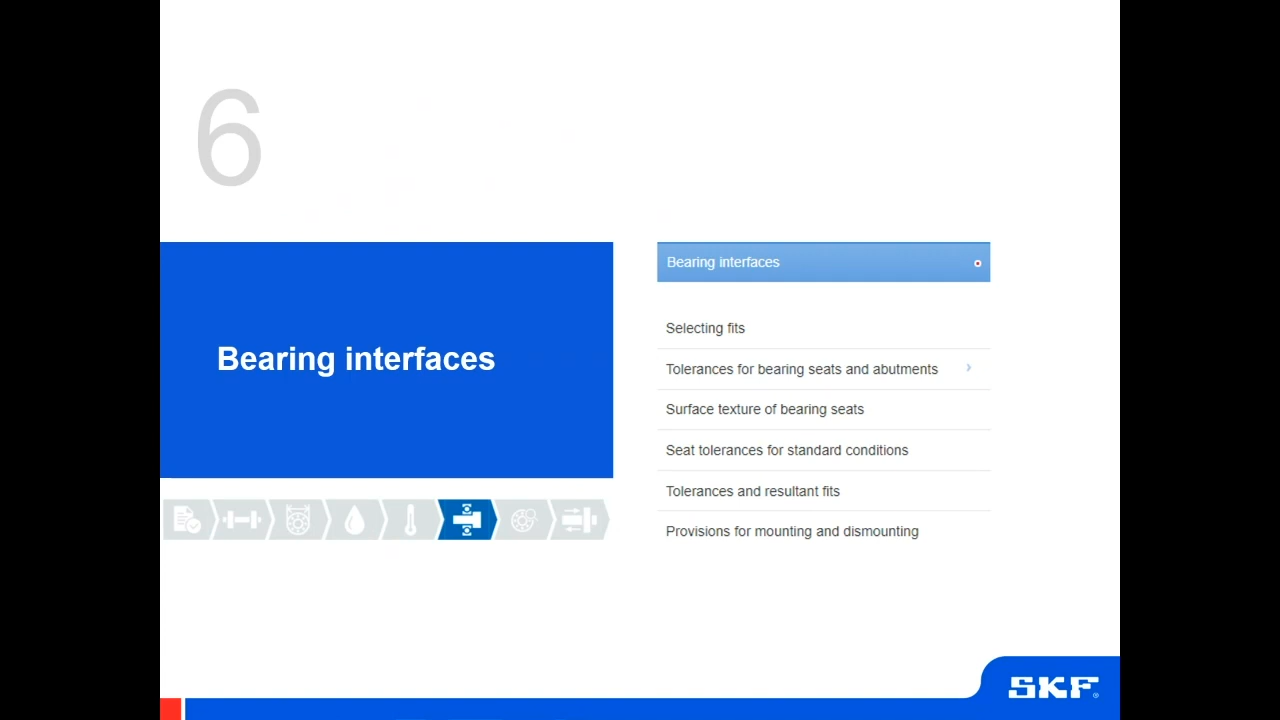 6
Bearing interfaces
Bearing interfaces
Selecting fits
Tolerances for bearing seats and abutments
Surface texture of bearing seats
Seat tolerances for standard conditions
Tolerances and resultant fits
Provisions for mounting and dismounting
SKF®